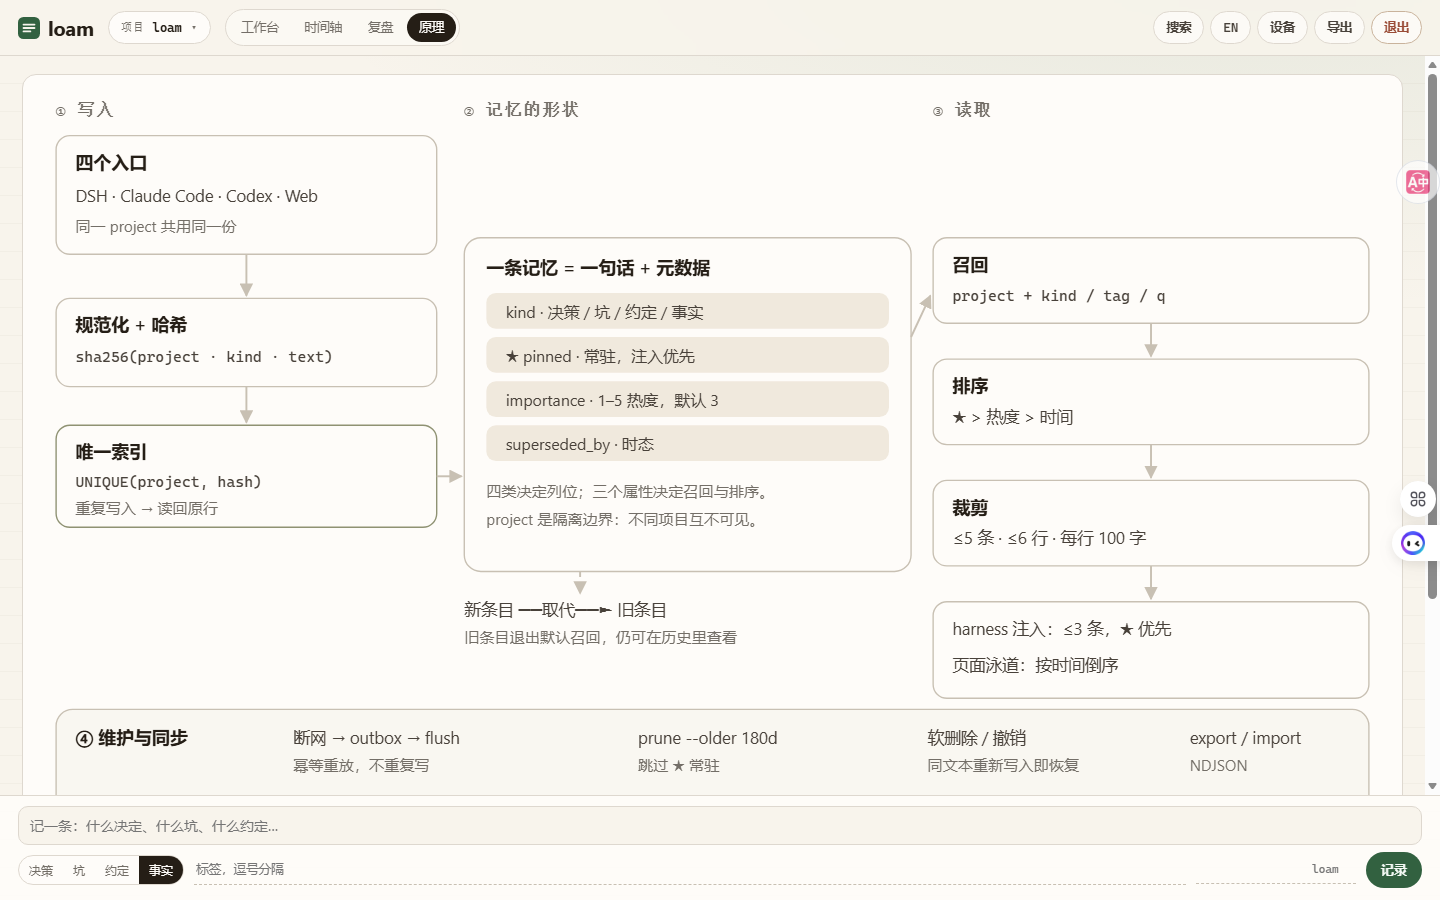 loam
项目 loam
工作台 时间轴 复盘 原理
搜索 EN 设备 导出 退出
① 写入
四个入口
DSH · Claude Code · Codex · Web
同一 project 共用同一份
规范化 + 哈希
sha256(project · kind · text)
唯一索引
UNIQUE(project, hash)
重复写入 → 读回原行
② 记忆的形状
一条记忆 = 一句话 + 元数据
kind · 决策 / 坑 / 约定 / 事实
★ pinned · 常驻，注入优先
importance · 1–5 热度，默认 3
superseded_by · 时态
四类决定列位；三个属性决定召回与排序。
project 是隔离边界：不同项目互不可见。
新条目 ──取代──► 旧条目
旧条目退出默认召回，仍可在历史里查看
③ 读取
召回
project + kind / tag / q
排序
★ > 热度 > 时间
裁剪
≤5 条 · ≤6 行 · 每行 100 字
harness 注入：≤3 条，★ 优先
页面泳道：按时间倒序
④ 维护与同步
断网 → outbox → flush
幂等重放，不重复写
prune --older 180d
跳过 ★ 常驻
软删除 / 撤销
同文本重新写入即恢复
export / import
NDJSON
A中
记一条：什么决定、什么坑、什么约定...
决策 坑 约定 事实 标签，逗号分隔 loam 记录